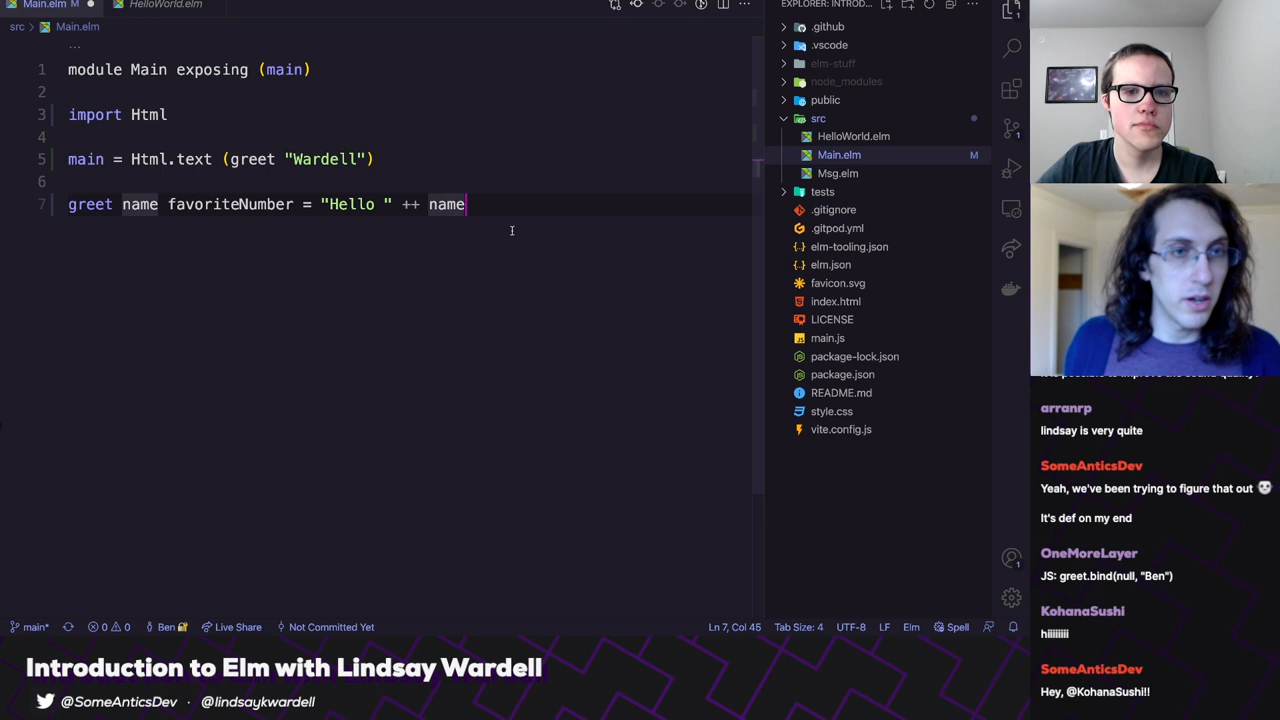 Main.elm M
HelloWorld.elm
src > Main.elm
...
1 module Main exposing (main)
2
3 import Html
4
5 main = Html.text (greet "Wardell")
6
7 greet name favoriteNumber = "Hello " ++ name
EXPLORER: INTROD...
.github
.vscode
elm-stuff
node_modules
public
src
HelloWorld.elm
Main.elm M
Msg.elm
tests
.gitignore
.gitpod.yml
elm-tooling.json
elm.json
favicon.svg
index.html
LICENSE
main.js
package-lock.json
package.json
README.md
style.css
vite.config.js
1
1
1
main*
0 0
Ben
Live Share
Not Committed Yet
Ln 7, Col 45
Tab Size: 4
UTF-8
LF
Elm
Spell
arranrp
lindsay is very quite
SomeAnticsDev
Yeah, we've been trying to figure that out
It's def on my end
OneMoreLayer
JS: greet.bind(null, "Ben")
KohanaSushi
hiiiiiiiii
SomeAnticsDev
Hey, @KohanaSushi!!
Introduction to Elm with Lindsay Wardell
@SomeAnticsDev · @lindsaykwardell